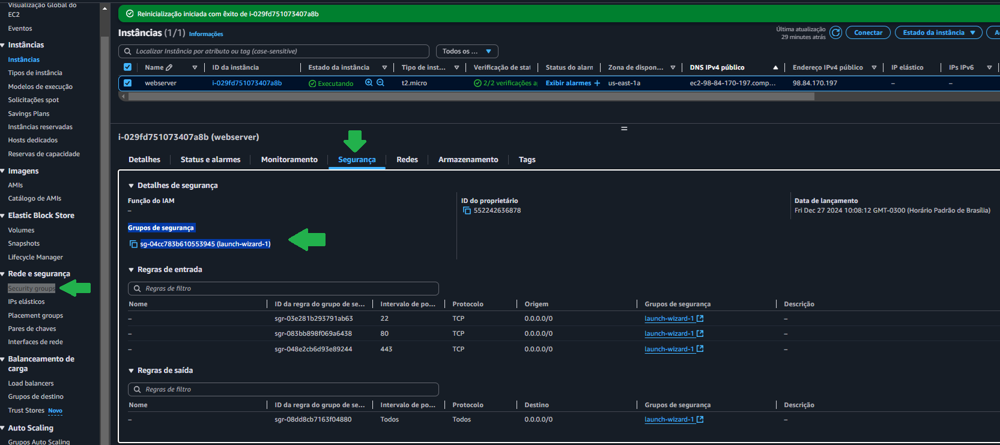 Visualização Global do
EC2
Eventos
Instâncias
Instâncias
Tipos de instância
Modelos de execução
Solicitações spot
Savings Plans
Instâncias reservadas
Hosts dedicados
Reservas de capacidade
Imagens
AMIs
Catálogo de AMIs
Elastic Block Store
Volumes
Snapshots
Lifecycle Manager
Rede e segurança
Security groups
IPs elásticos
Placement groups
Pares de chaves
Interfaces de rede
Balanceamento de
carga
Load balancers
Grupos de destino
Trust Stores Novo
Auto Scaling
Grupos Auto Scaling
Reinicialização iniciada com êxito de i-029fd751073407a8b
Instâncias (1/1) Informações
Última atualização
29 minutes atrás
Conectar Estado da instância
Localizar Instância por atributo ou tag (case-sensitive) Todos os ...
Name ID da instância Estado da instância Tipo de inst... Verificação de stat Status do alarr Zona de dispon... DNS IPv4 público Endereço IPv4 público IP elástico IPs IPv6
webserver i-029fd751073407a8b Executando t2.micro 2/2 verificações a Exibir alarmes + us-east-1a ec2-98-84-170-197.comp... 98.84.170.197 – –
i-029fd751073407a8b (webserver)
Detalhes Status e alarmes Monitoramento Segurança Redes Armazenamento Tags
Detalhes de segurança
Função do IAM ID do proprietário Data de lançamento
– 552242636878 Fri Dec 27 2024 10:08:12 GMT-0300 (Horário Padrão de Brasília)
Grupos de segurança
sg-04cc783b610553945 (launch-wizard-1)
Regras de entrada
Regras de filtro
Nome ID da regra do grupo de se... Intervalo de po... Protocolo Origem Grupos de segurança Descrição
– sgr-03e281b293791ab63 22 TCP 0.0.0.0/0 launch-wizard-1 –
– sgr-083bb898f069a6438 80 TCP 0.0.0.0/0 launch-wizard-1 –
– sgr-048e2cb6d93e89244 443 TCP 0.0.0.0/0 launch-wizard-1 –
Regras de saída
Regras de filtro
Nome ID da regra do grupo de se... Intervalo de po... Protocolo Destino Grupos de segurança Descrição
– sgr-08dd8cb7163f04880 Todos Todos 0.0.0.0/0 launch-wizard-1 –